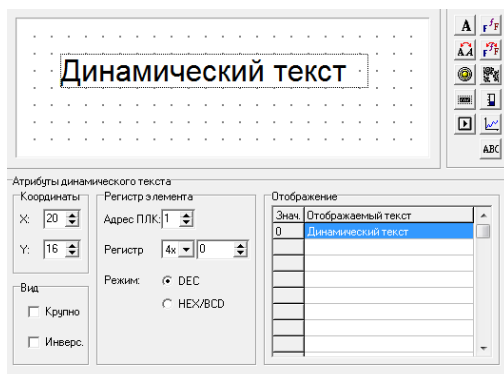 Динамический текст
ABC
Атрибуты динамического текста
Координаты
X: 20
Y: 16
Вид
Крупно
Инверс.
Регистр элемента
Адрес ПЛК: 1
Регистр 4x 0
Режим: DEC
HEX/BCD
Отображение
Знач. Отображаемый текст
0 Динамический текст